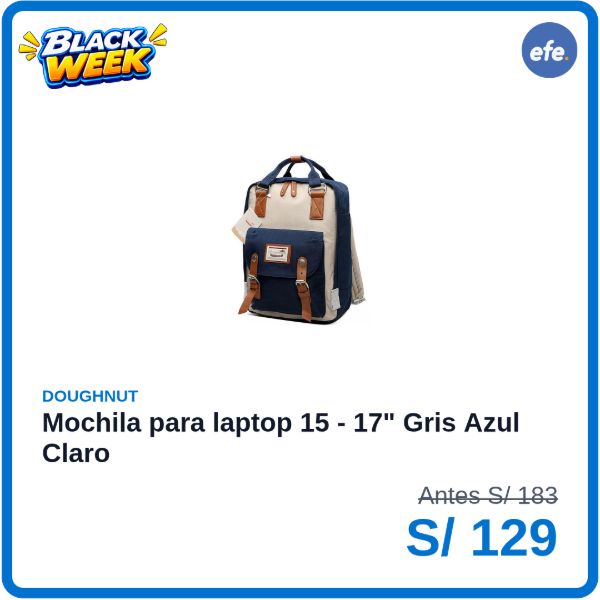 BLACK
WEEK
efe.
DOUGHNUT
Mochila para laptop 15 - 17" Gris Azul
Claro
Antes S/ 183
S/ 129